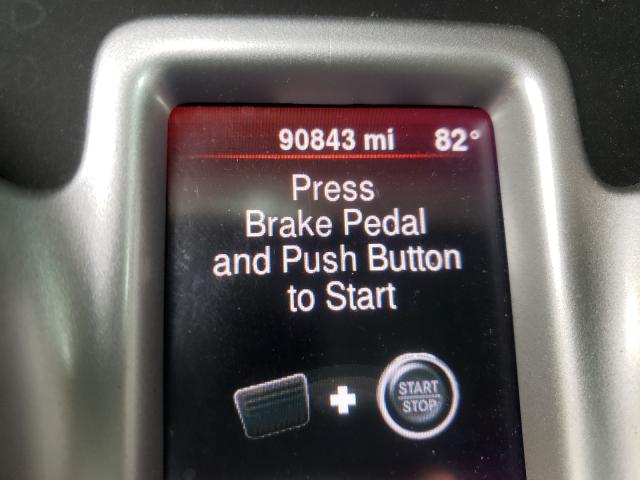 90843 mi 82°
Press
Brake Pedal
and Push Button
to Start
START
STOP